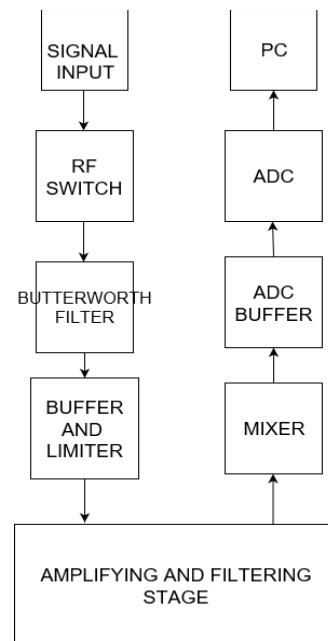 SIGNAL
INPUT
RF
SWITCH
BUTTERWORTH
FILTER
BUFFER
AND
LIMITER
AMPLIFYING AND FILTERING
STAGE
MIXER
ADC
BUFFER
ADC
PC